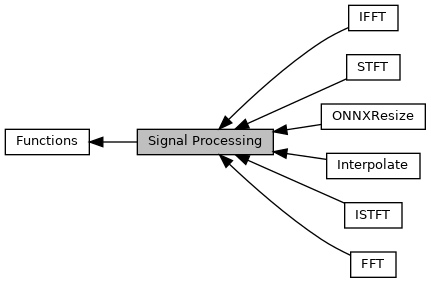 IFFT
STFT
ONNXResize
Functions
Signal Processing
Interpolate
ISTFT
FFT